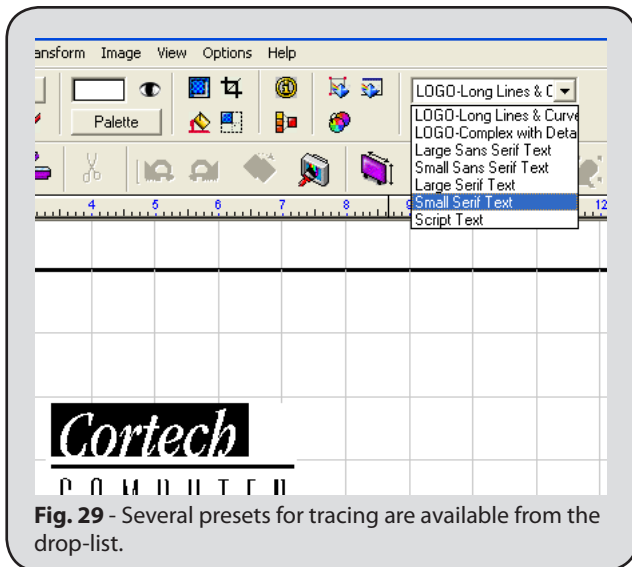 ansform Image View Options Help
LOGO-Long Lines & C
Palette
LOGO-Long Lines & Curve
LOGO-Complex with Deta
Large Sans Serif Text
Small Sans Serif Text
Large Serif Text
Small Serif Text
Script Text
4 5 6 7 8 9 12
Cortech
COMPUTER
Fig. 29 - Several presets for tracing are available from the
drop-list.